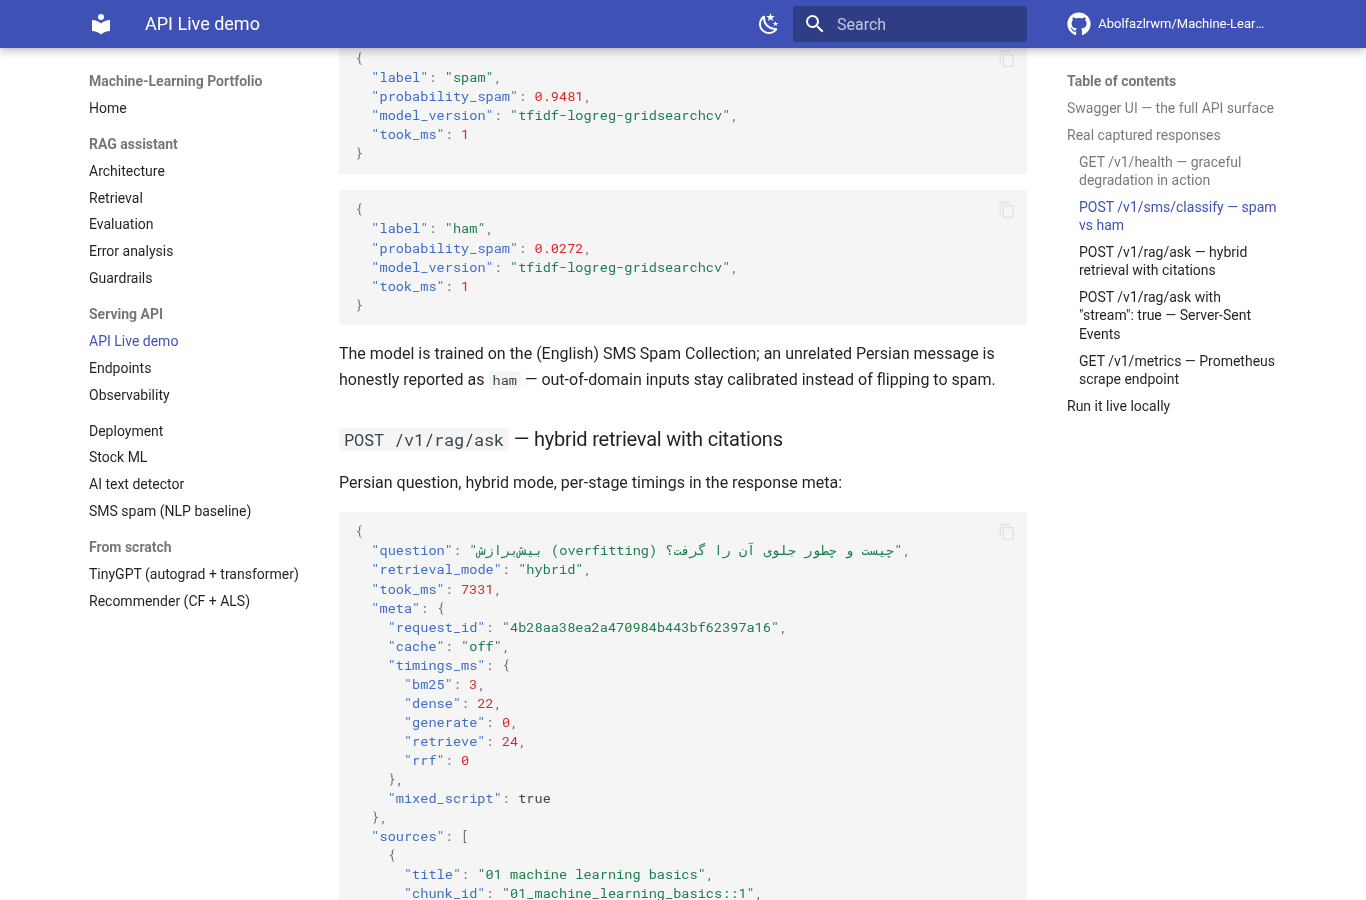 API Live demo
Search
Abolfazlrwm/Machine-Lear…
Machine-Learning Portfolio
Home
RAG assistant
Architecture
Retrieval
Evaluation
Error analysis
Guardrails
Serving API
API Live demo
Endpoints
Observability
Deployment
Stock ML
AI text detector
SMS spam (NLP baseline)
From scratch
TinyGPT (autograd + transformer)
Recommender (CF + ALS)
{
"label": "spam",
"probability_spam": 0.9481,
"model_version": "tfidf-logreg-gridsearchcv",
"took_ms": 1
}
{
"label": "ham",
"probability_spam": 0.0272,
"model_version": "tfidf-logreg-gridsearchcv",
"took_ms": 1
}
The model is trained on the (English) SMS Spam Collection; an unrelated Persian message is
honestly reported as ham — out-of-domain inputs stay calibrated instead of flipping to spam.
POST /v1/rag/ask — hybrid retrieval with citations
Persian question, hybrid mode, per-stage timings in the response meta:
{
"question": "بیش‌برازش (overfitting) چیست و چطور جلوی آن را گرفت؟",
"retrieval_mode": "hybrid",
"took_ms": 7331,
"meta": {
"request_id": "4b28aa38ea2a470984b443bf62397a16",
"cache": "off",
"timings_ms": {
"bm25": 3,
"dense": 22,
"generate": 0,
"retrieve": 24,
"rrf": 0
},
"mixed_script": true
},
"sources": [
{
"title": "01 machine learning basics",
"chunk_id": "01_machine_learning_basics::1",
Table of contents
Swagger UI — the full API surface
Real captured responses
GET /v1/health — graceful
degradation in action
POST /v1/sms/classify — spam
vs ham
POST /v1/rag/ask — hybrid
retrieval with citations
POST /v1/rag/ask with
"stream": true — Server-Sent
Events
GET /v1/metrics — Prometheus
scrape endpoint
Run it live locally